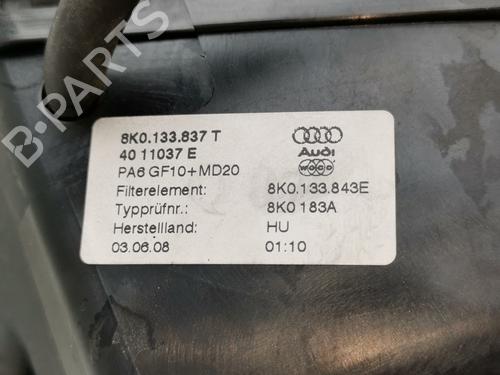 8K0.133.837 T
40 11037 E
PA6 GF10+MD20
Audi
woco
Filterelement: 8K0.133.843E
Typprüfnr.: 8K0 183A
Herstellland: HU
03.06.08 01:10
B-PARTS